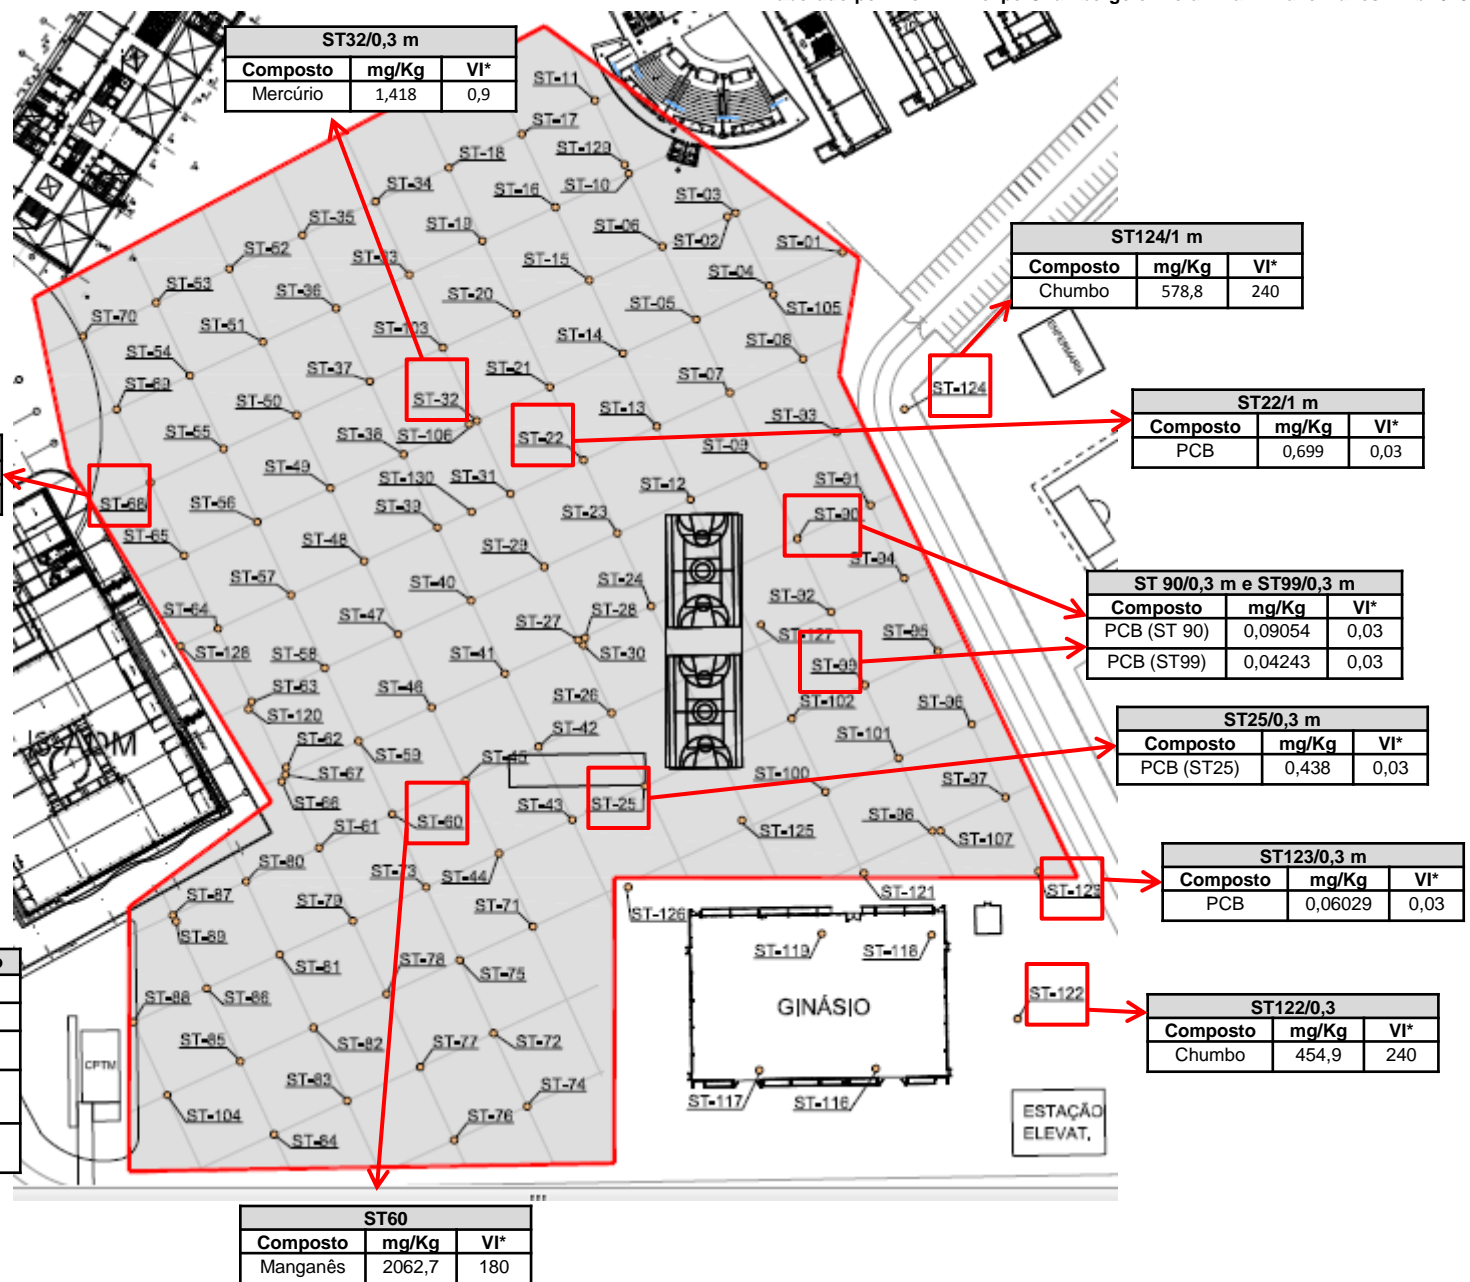 ST32/0,3 m
Composto mg/Kg VI*
Mercúrio 1,418 0,9
ST124/1 m
Composto mg/Kg VI*
Chumbo 578,8 240
ST22/1 m
Composto mg/Kg VI*
PCB 0,699 0,03
ST 90/0,3 m e ST99/0,3 m
Composto mg/Kg VI*
PCB (ST 90) 0,09054 0,03
PCB (ST99) 0,04243 0,03
ST25/0,3 m
Composto mg/Kg VI*
PCB (ST25) 0,438 0,03
ST123/0,3 m
Composto mg/Kg VI*
PCB 0,06029 0,03
ST122/0,3
Composto mg/Kg VI*
Chumbo 454,9 240
ST60
Composto mg/Kg VI*
Manganês 2062,7 180
ST-11
ST-17
ST-129
ST-18
ST-10
ST-34
ST-16
ST-03
ST-35
ST-19
ST-06
ST-02
ST-01
ST-52
ST-15
ST-04
ST-53
ST-36
ST-20
ST-05
ST-105
ST-70
ST-51
ST-103
ST-14
ST-08
ST-54
ST-37
ST-21
ST-07
ST-69
ST-50
ST-32
ST-13
ST-93
ST-124
ENFERMARIA
ST-55
ST-38
ST-106
ST-22
ST-09
ST-49
ST-130
ST-31
ST-12
ST-91
ST-68
ST-56
ST-39
ST-23
ST-90
ST-65
ST-48
ST-29
ST-94
ST-57
ST-40
ST-24
ST-92
ST-64
ST-47
ST-27
ST-28
ST-127
ST-95
ST-128
ST-58
ST-41
ST-30
ST-99
ST-63
ST-46
ST-26
ST-102
ST-96
ST-120
ST-62
ST-59
ST-42
ST-101
ST-67
ST-45
ST-100
ST-97
ST-66
ST-60
ST-43
ST-25
ST-61
ST-125
ST-98
ST-107
ST-80
ST-73
ST-44
ST-121
ST-123
ST-87
ST-79
ST-71
ST-126
ST-89
ST-119
ST-118
ST-81
ST-78
ST-75
ST-88
ST-86
ST-122
GINÁSIO
ST-85
ST-82
ST-77
ST-72
CPTM
ST-83
ST-74
ST-117
ST-116
ST-104
ST-76
ST-84
ESTAÇÃO
ELEVAT.